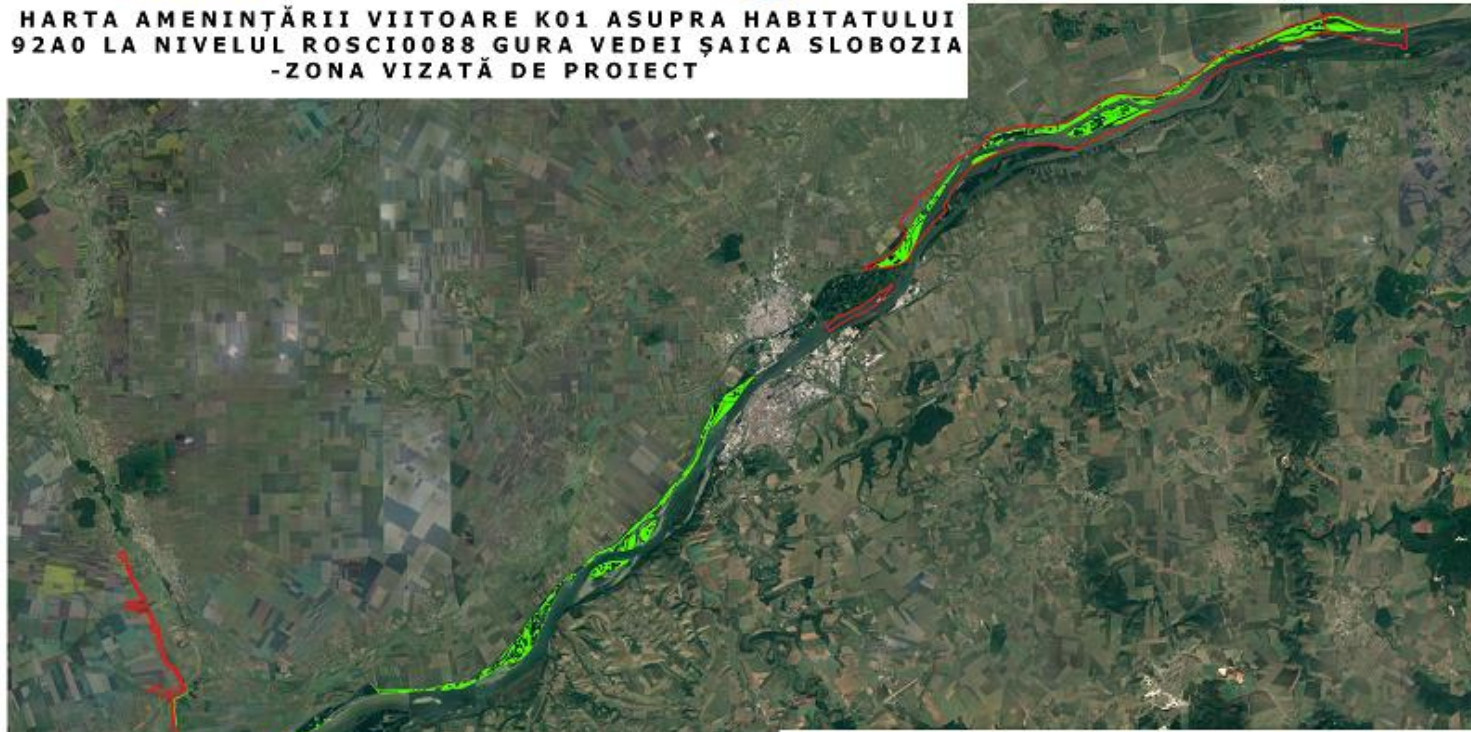 HARTA AMENINȚĂRII VIITOARE K01 ASUPRA HABITATULUI
92A0 LA NIVELUL ROSCI0088 GURA VEDEI ȘAICA SLOBOZIA
-ZONA VIZATĂ DE PROIECT